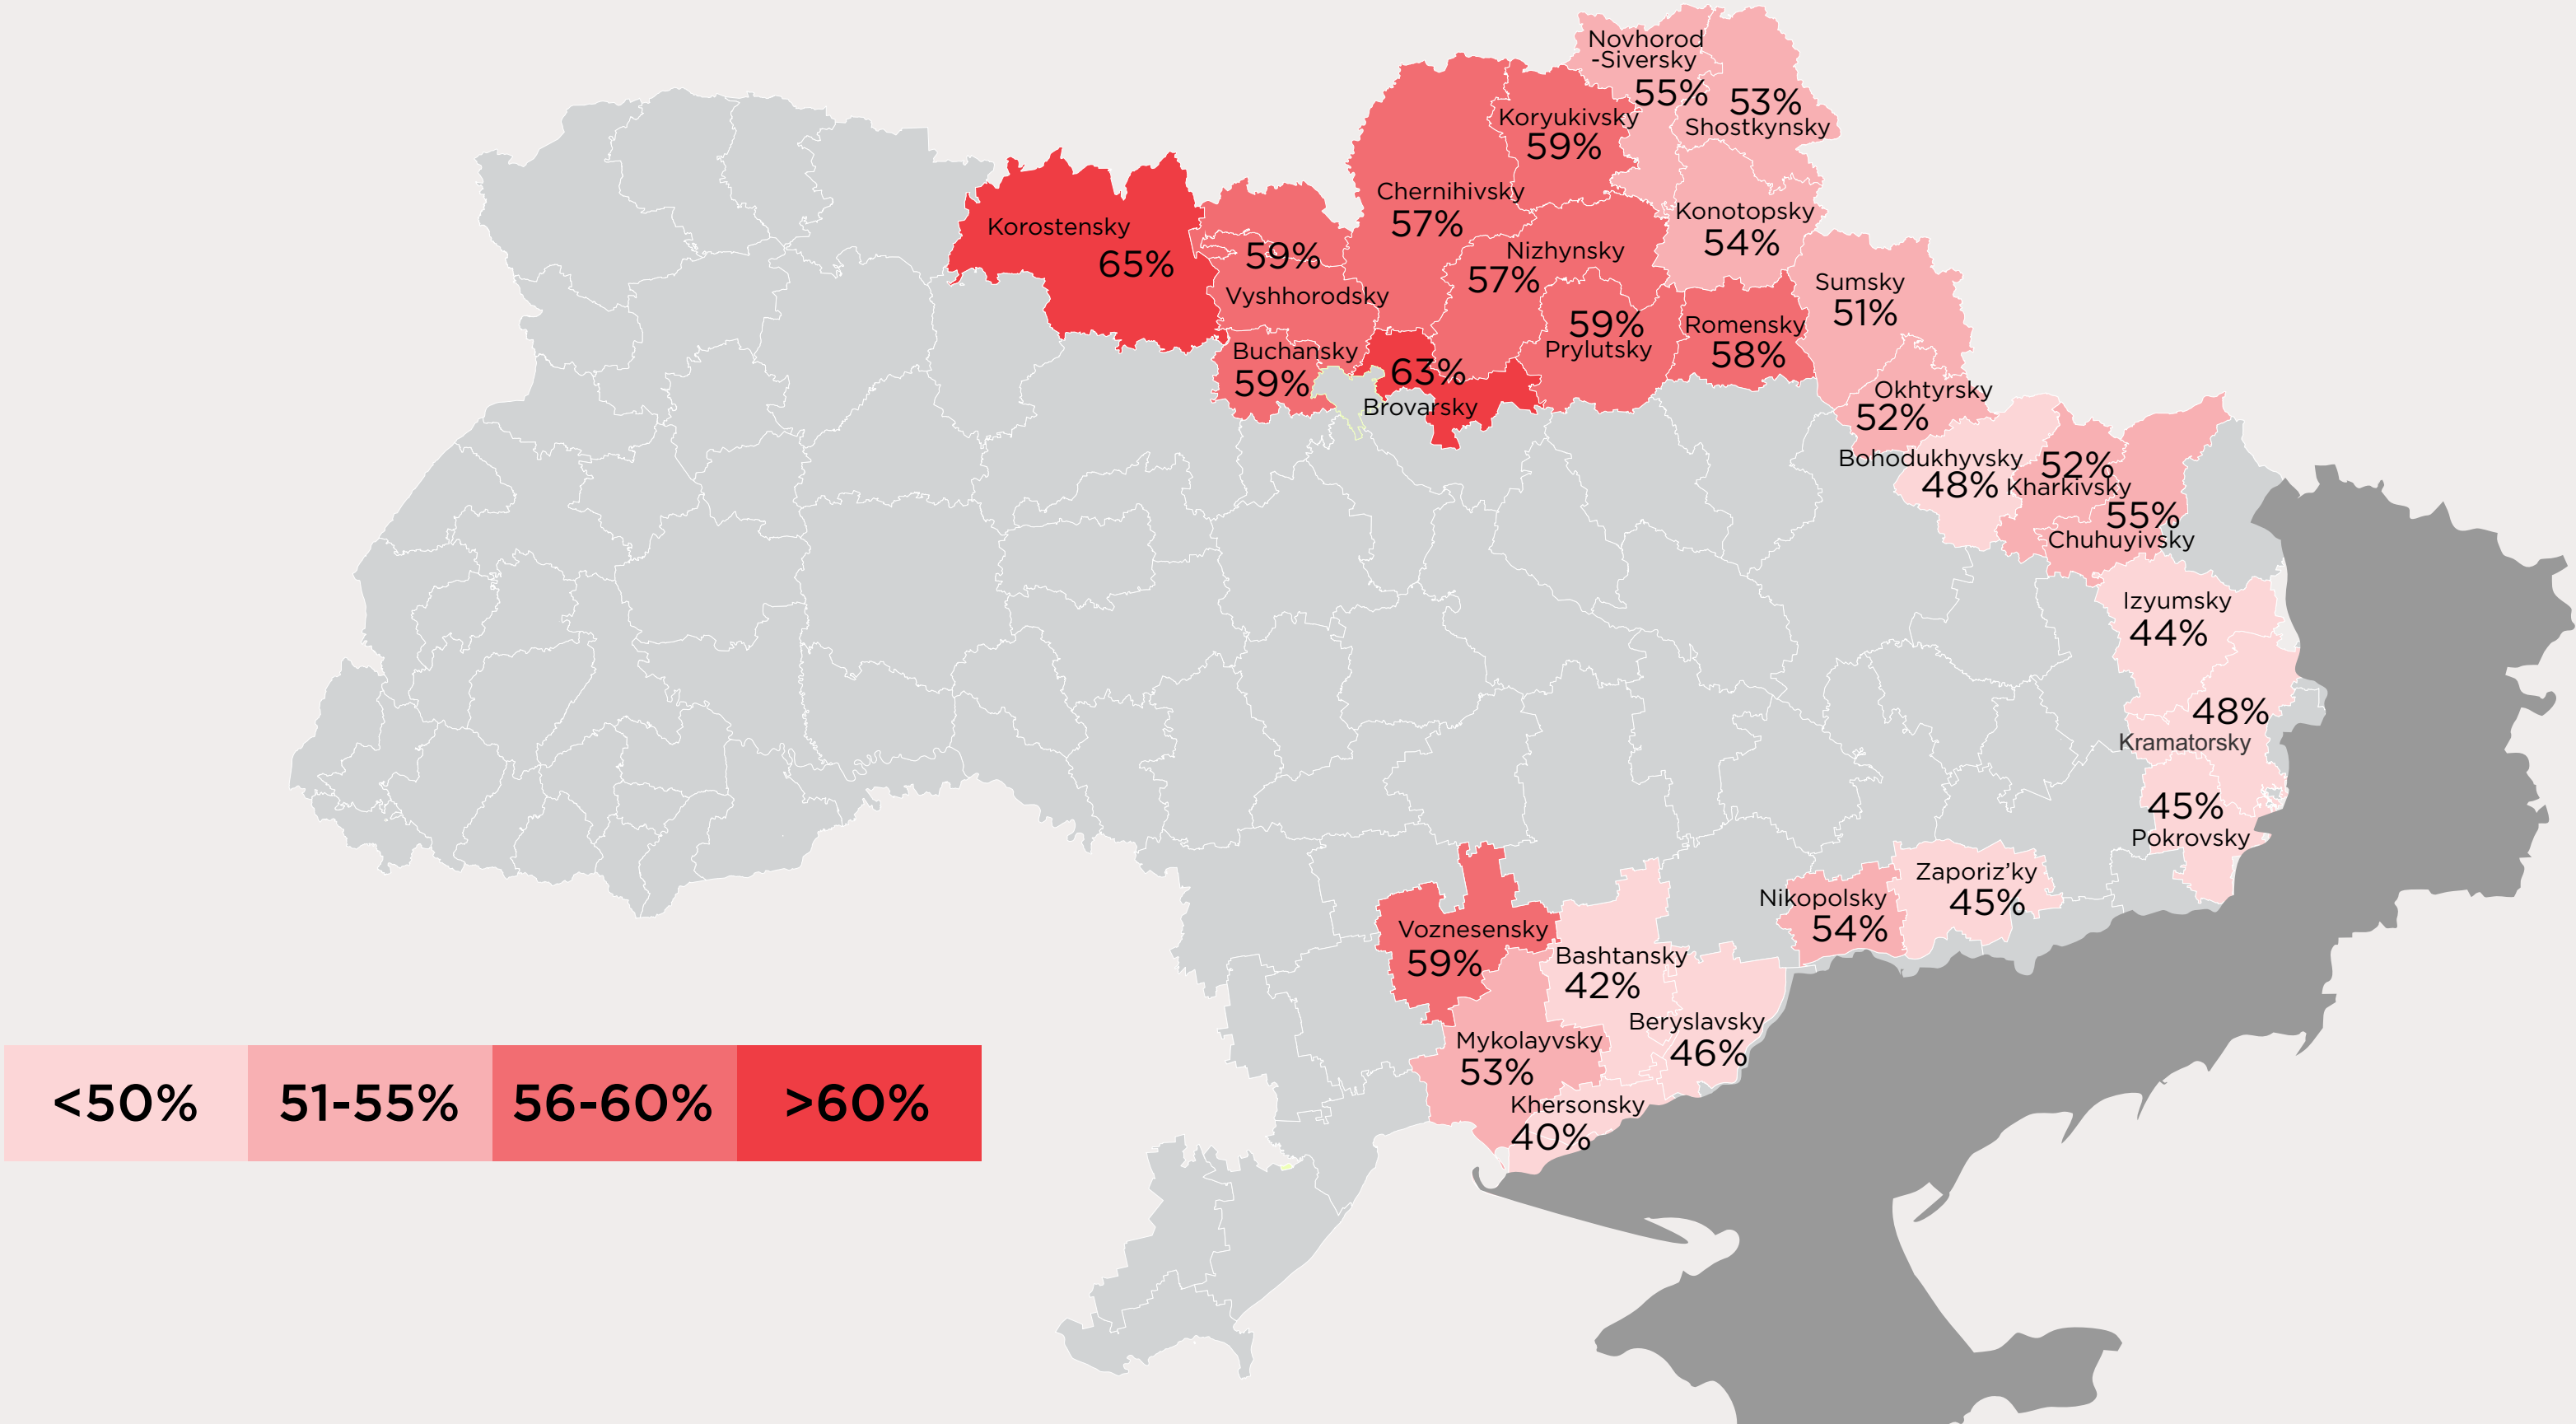 Novhorod
-Siversky
55%
53%
Shostkynsky
Koryukivsky
59%
Chernihivsky
57%
Konotopsky
54%
Korostensky
65%
59%
Vyshhorodsky
Nizhynsky
57%
Sumsky
51%
59%
Prylutsky
Romensky
58%
Buchansky
59%
63%
Brovarsky
Okhtyrsky
52%
Bohodukhyvsky
48%
52%
Kharkivsky
55%
Chuhuyivsky
Izyumsky
44%
48%
Kramatorsky
45%
Pokrovsky
Zaporiz’ky
45%
Nikopolsky
54%
Voznesensky
59%
Bashtansky
42%
Beryslavsky
46%
Mykolayvsky
53%
Khersonsky
40%
<50%
51-55%
56-60%
>60%